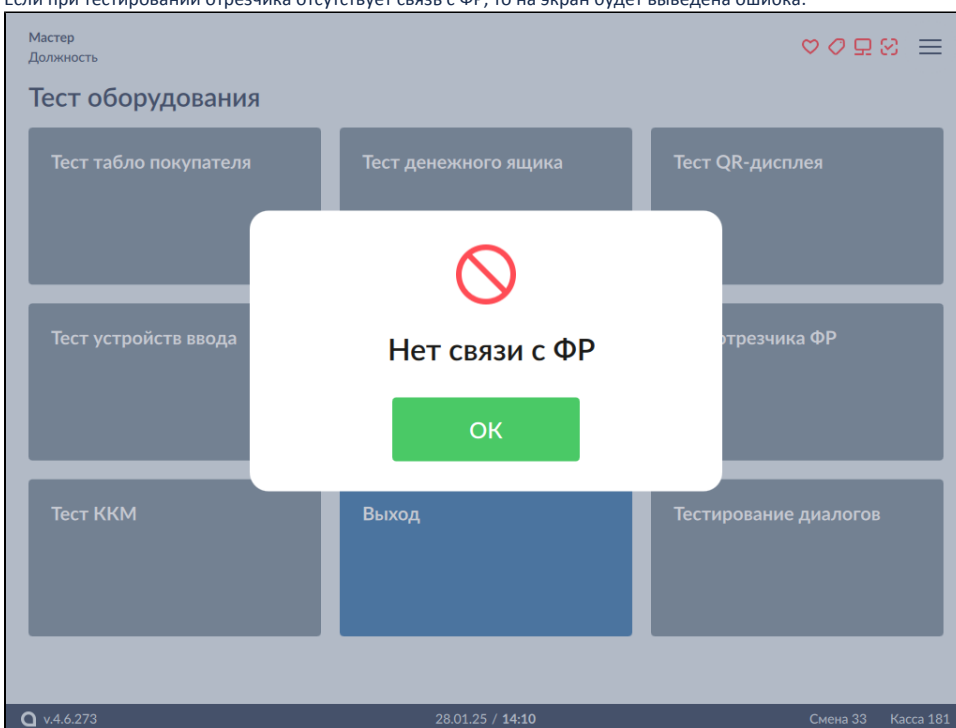 Если при тестировании отрезчика отсутствует связь с ФР, то на экран будет выведена ошибка:
Мастер
Должность
Тест оборудования
Тест табло покупателя
Тест денежного ящика
Тест QR-дисплея
Тест устройств ввода
отрезчика ФР
Нет связи с ФР
ОК
Тест ККМ
Выход
Тестирование диалогов
v.4.6.273
28.01.25 / 14:10
Смена 33
Касса 181